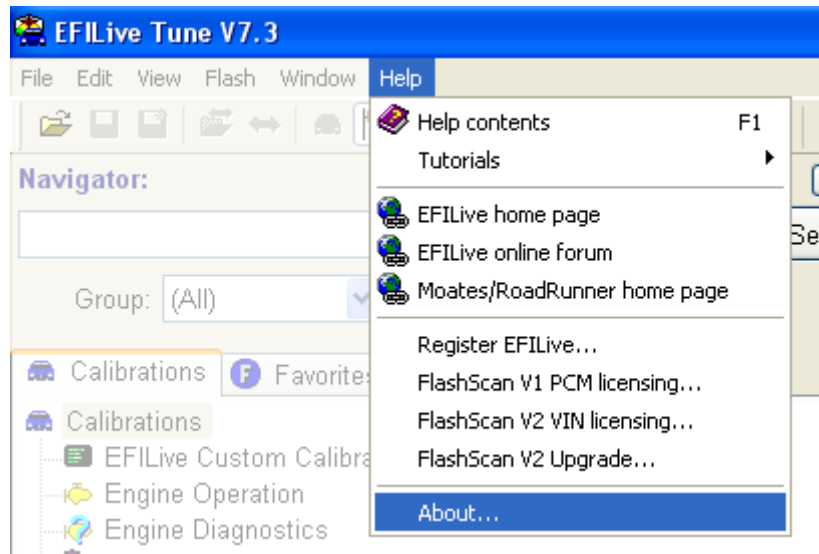 EFILive Tune V7.3
File Edit View Flash Window Help
Help contents F1
Tutorials
Navigator:
EFILive home page
EFILive online forum
Moates/RoadRunner home page
Group: (All)
Register EFILive...
FlashScan V1 PCM licensing...
FlashScan V2 VIN licensing...
FlashScan V2 Upgrade...
About...
Calibrations Favorites
Calibrations
EFILive Custom Calibra
Engine Operation
Engine Diagnostics